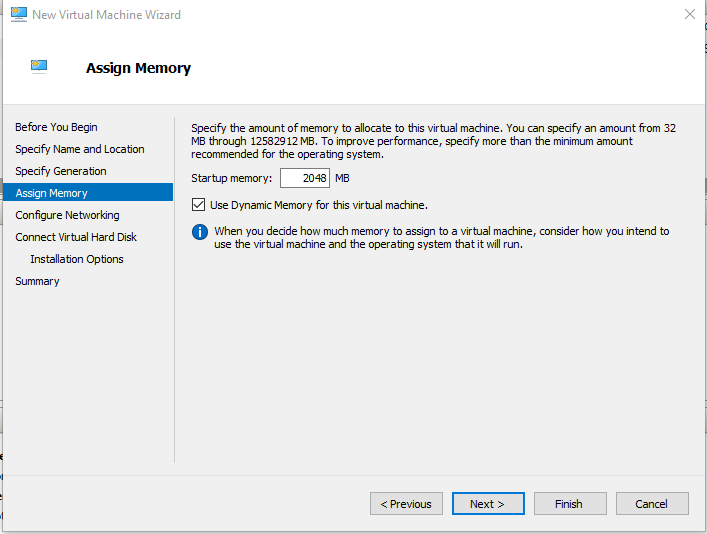 New Virtual Machine Wizard
Assign Memory
Before You Begin
Specify Name and Location
Specify Generation
Assign Memory
Configure Networking
Connect Virtual Hard Disk
Installation Options
Summary
Specify the amount of memory to allocate to this virtual machine. You can specify an amount from 32
MB through 12582912 MB. To improve performance, specify more than the minimum amount
recommended for the operating system.
Startup memory: 2048 MB
Use Dynamic Memory for this virtual machine.
When you decide how much memory to assign to a virtual machine, consider how you intend to
use the virtual machine and the operating system that it will run.
< Previous Next > Finish Cancel